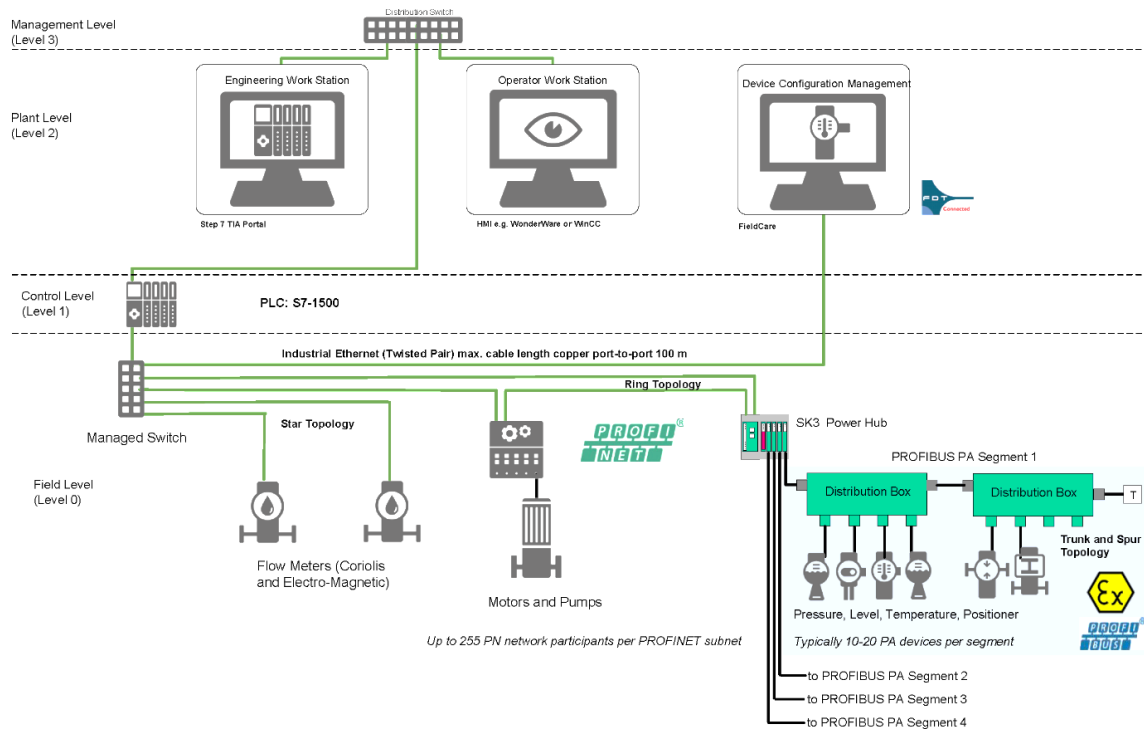 Distribution Switch
Management Level
(Level 3)
Engineering Work Station
Operator Work Station
Device Configuration Management
Plant Level
(Level 2)
FDT
Connected
Step 7 TIA Portal
HMI e.g. WonderWare or WinCC
FieldCare
Control Level
(Level 1)
PLC: S7-1500
Industrial Ethernet (Twisted Pair) max. cable length copper port-to-port 100 m
Ring Topology
Star Topology
Managed Switch
PROFI
NET
®
SK3 Power Hub
PROFIBUS PA Segment 1
Field Level
(Level 0)
Distribution Box
Distribution Box
T
Trunk and Spur
Topology
Flow Meters (Coriolis
and Electro-Magnetic)
Motors and Pumps
Pressure, Level, Temperature, Positioner
εx
Up to 255 PN network participants per PROFINET subnet
Typically 10-20 PA devices per segment
PROFI
BUS
®
to PROFIBUS PA Segment 2
to PROFIBUS PA Segment 3
to PROFIBUS PA Segment 4